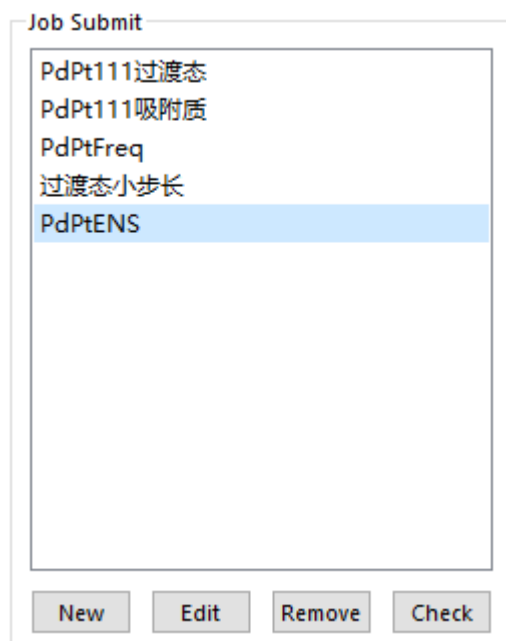 Job Submit
PdPt111过渡态
PdPt111吸附质
PdPtFreq
过渡态小步长
PdPtENS
New Edit Remove Check